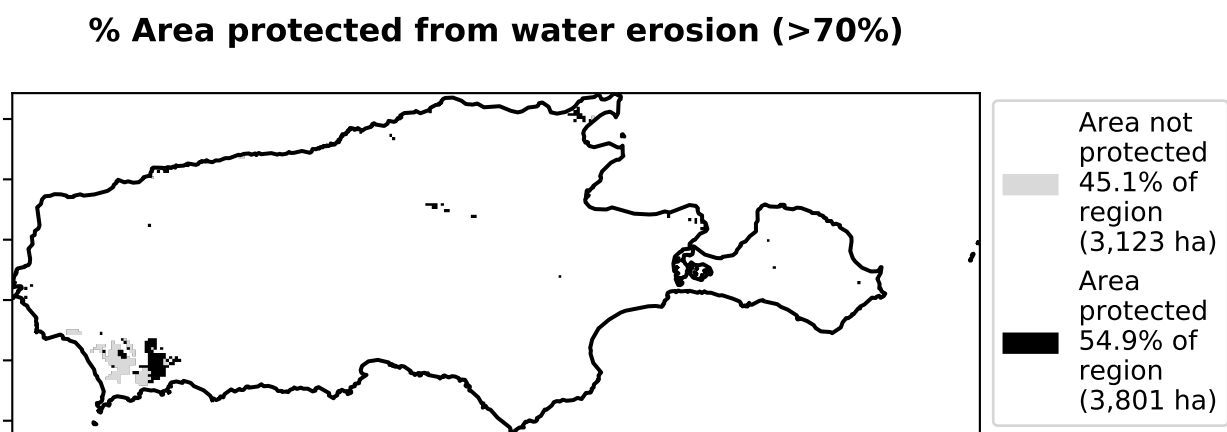 % Area protected from water erosion (>70%)
Area not
protected
45.1% of
region
(3,123 ha)
Area
protected
54.9% of
region
(3,801 ha)